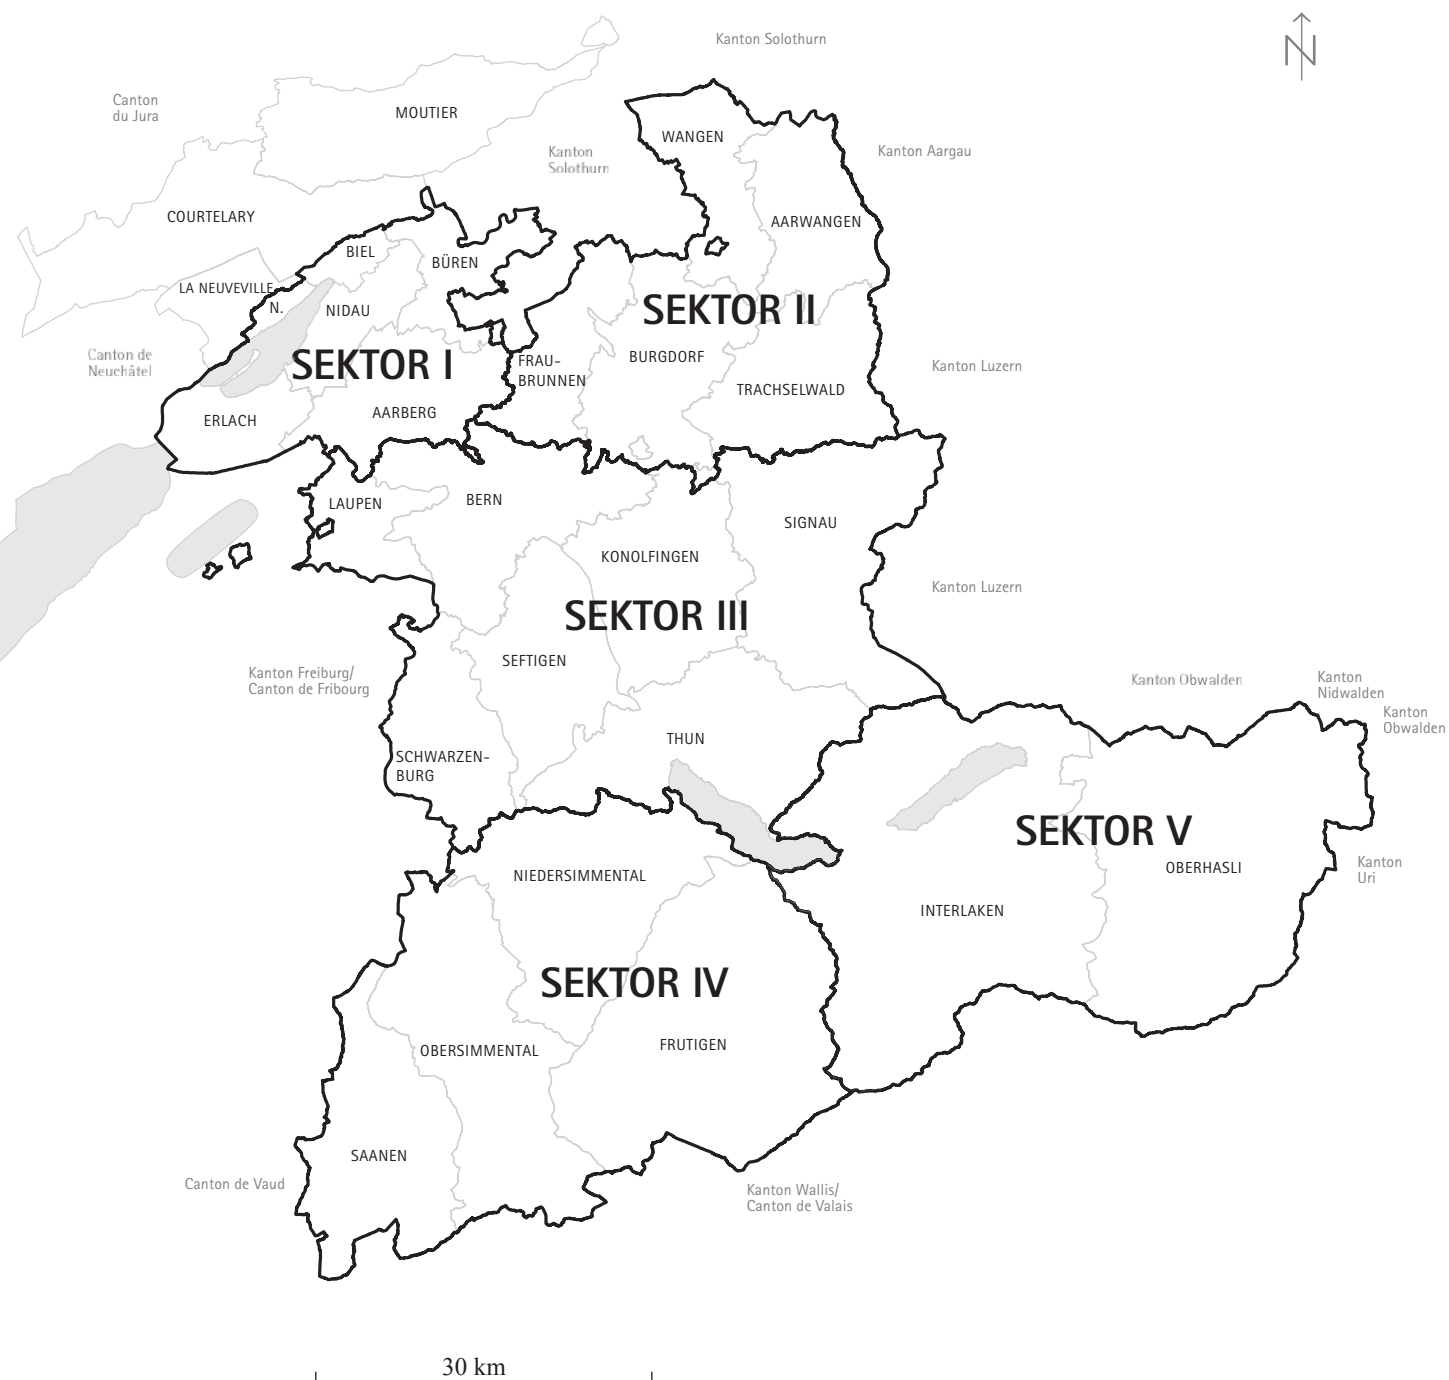 Kanton Solothurn
N
Canton
du Jura
MOUTIER
WANGEN
Kanton
Solothurn
Kanton Aargau
COURTELARY
AARWANGEN
BIEL
BÜREN
LA NEUVEVILLE
N.
NIDAU
SEKTOR II
Canton de
Neuchâtel
SEKTOR I
FRAU-
BRUNNEN
BURGDORF
Kanton Luzern
TRACHSELWALD
ERLACH
AARBERG
LAUPEN
BERN
SIGNAU
KONOLFINGEN
Kanton Luzern
SEKTOR III
SEFTIGEN
Kanton Freiburg/
Canton de Fribourg
Kanton Obwalden
Kanton
Nidwalden
Kanton
Obwalden
THUN
SCHWARZEN-
BURG
SEKTOR V
Kanton
Uri
OBERHASLI
NIEDERSIMMENTAL
INTERLAKEN
SEKTOR IV
OBERSIMMENTAL
FRUTIGEN
SAANEN
Canton de Vaud
Kanton Wallis/
Canton de Valais
30 km